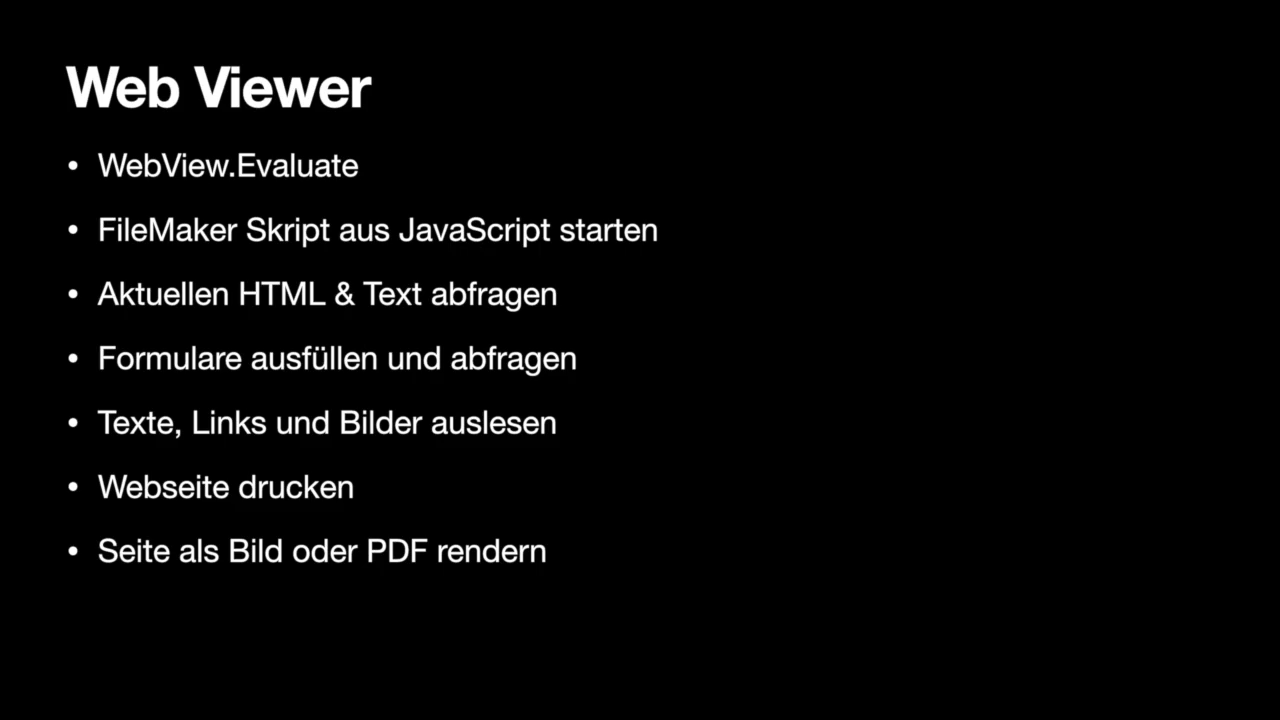 Web Viewer
• WebView.Evaluate
• FileMaker Skript aus JavaScript starten
• Aktuellen HTML & Text abfragen
• Formulare ausfüllen und abfragen
• Texte, Links und Bilder auslesen
• Webseite drucken
• Seite als Bild oder PDF rendern